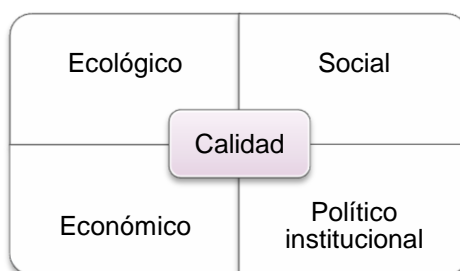 Ecológico
Social
Calidad
Económico
Político
institucional